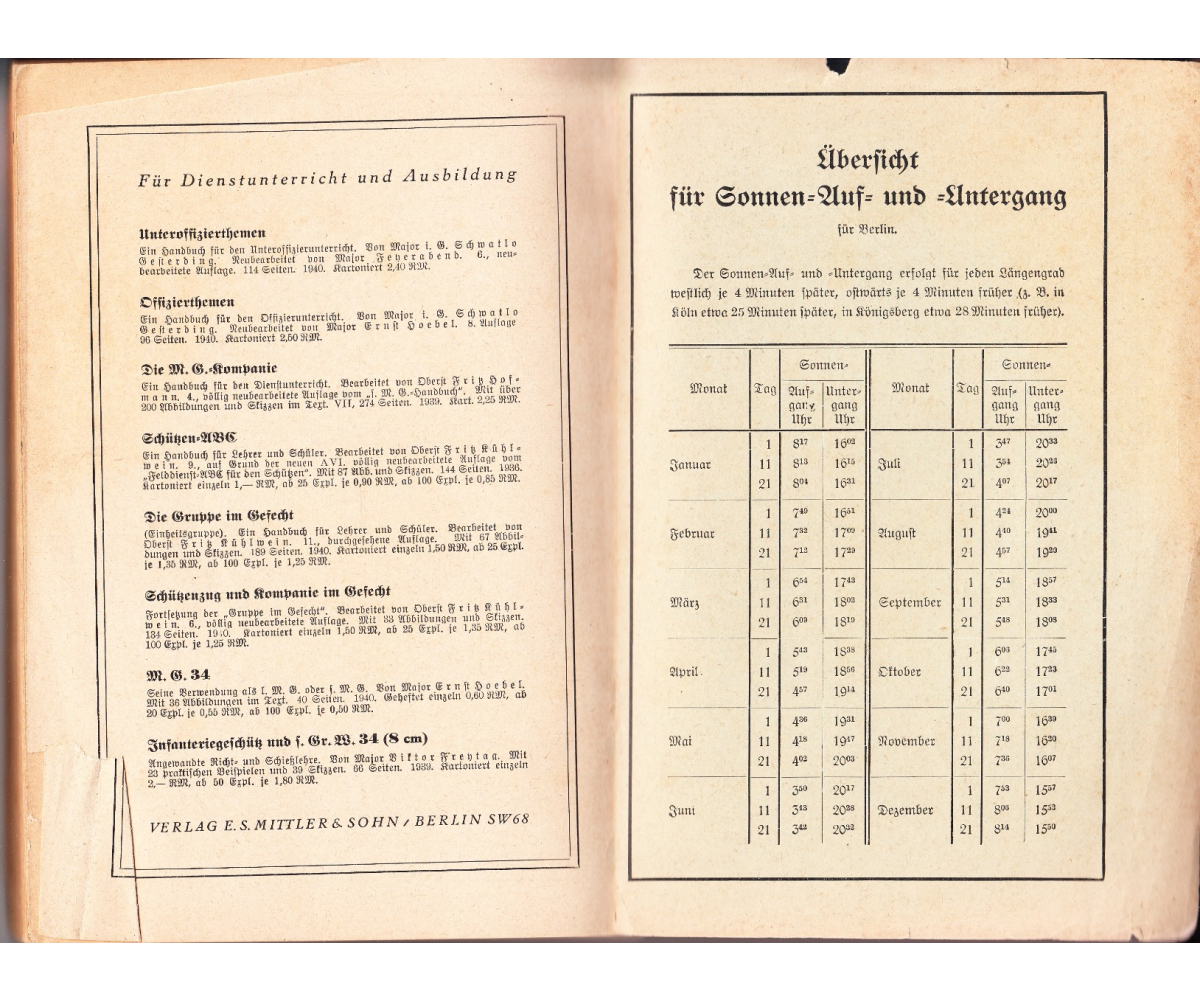 Für Dienstunterricht und Ausbildung
Unteroffizierthemen
Ein Handbuch für den Unteroffizierunterricht. Von Major i. G. Schwatlo
Gesterding. Neubearbeitet von Major Feyerabend. 6., neu-
bearbeitete Auflage. 114 Seiten. 1940. Kartoniert 2,40 RM.
Offizierthemen
Ein Handbuch für den Offizierunterricht. Von Major i. G. Schwatlo
Gesterding. Neubearbeitet von Major Ernst Hoebel. 8. Auflage
96 Seiten. 1940. Kartoniert 2,50 RM.
Die M. G.-Kompanie
Ein Handbuch für den Dienstunterricht. Bearbeitet von Oberst Fritz Hof-
mann. 4., völlig neubearbeitete Auflage vom „s. M. G.-Handbuch“. Mit über
200 Abbildungen und Skizzen im Text. VII, 274 Seiten. 1939. Kart. 2,25 RM.
Schützen-ABC
Ein Handbuch für Lehrer und Schüler. Bearbeitet von Oberst Fritz Kühl-
wein. 9., auf Grund der neuen AVI. völlig neubearbeitete Auflage vom
„Felddienst-ABC für den Schützen“. Mit 87 Abb. und Skizzen. 144 Seiten. 1936.
Kartoniert einzeln 1,— RM, ab 25 Expl. je 0,90 RM, ab 100 Expl. je 0,85 RM.
Die Gruppe im Gefecht
(Einheitsgruppe). Ein Handbuch für Lehrer und Schüler. Bearbeitet von
Oberst Fritz Kühlwein. 11., durchgesehene Auflage. Mit 67 Abbil-
dungen und Skizzen. 189 Seiten. 1940. Kartoniert einzeln 1,50 RM, ab 25 Expl.
je 1,35 RM, ab 100 Expl. je 1,25 RM.
Schützenzug und Kompanie im Gefecht
Fortsetzung der „Gruppe im Gefecht“. Bearbeitet von Oberst Fritz Kühl-
wein. 6., völlig neubearbeitete Auflage. Mit 33 Abbildungen und Skizzen.
134 Seiten. 1940. Kartoniert einzeln 1,50 RM, ab 25 Expl. je 1,35 RM, ab
100 Expl. je 1,25 RM.
M. G. 34
Seine Verwendung als l. M. G. oder s. M. G. Von Major Ernst Hoebel.
Mit 36 Abbildungen im Text. 40 Seiten. 1940. Geheftet einzeln 0,60 RM, ab
20 Expl. je 0,55 RM, ab 100 Expl. je 0,50 RM.
Infanteriegeschütz und s. Gr. W. 34 (8 cm)
Angewandte Richt- und Schießlehre. Von Major Viktor Freytag. Mit
23 praktischen Beispielen und 39 Skizzen. 66 Seiten. 1939. Kartoniert einzeln
2,— RM, ab 50 Expl. je 1,80 RM.
VERLAG E. S. MITTLER & SOHN / BERLIN SW 68
Übersicht
für Sonnen-Auf- und -Untergang
für Berlin.
Der Sonnen-Auf- und -Untergang erfolgt für jeden Längengrad
westlich je 4 Minuten später, ostwärts je 4 Minuten früher (z. B. in
Köln etwa 25 Minuten später, in Königsberg etwa 28 Minuten früher).
Sonnen- Sonnen-
Monat Tag Auf- Unter- Monat Tag Auf- Unter-
gang gang gang gang
Uhr Uhr Uhr Uhr
1 8¹⁷ 16⁰² 1 3⁴⁷ 20³³
Januar 11 8¹³ 16¹⁵ Juli 11 3⁵⁴ 20²⁸
21 8⁰⁴ 16³¹ 21 4⁰⁷ 20¹⁷
1 7⁴⁹ 16⁵¹ 1 4²⁴ 20⁰⁰
Februar 11 7³² 17⁰⁹ August 11 4⁴⁰ 19⁴¹
21 7¹² 17²⁹ 21 4⁵⁷ 19²⁰
1 6⁵⁴ 17⁴³ 1 5¹⁴ 18⁵⁷
März 11 6³¹ 18⁰² September 11 5³¹ 18³³
21 6⁰⁹ 18¹⁹ 21 5⁴⁸ 18⁰⁸
1 5⁴³ 18³⁸ 1 6⁰³ 17⁴⁵
April 11 5¹⁹ 18⁵⁶ Oktober 11 6²² 17²³
21 4⁵⁷ 19¹⁴ 21 6⁴⁰ 17⁰¹
1 4³⁶ 19³¹ 1 7⁰⁰ 16³⁹
Mai 11 4¹⁸ 19⁴⁷ November 11 7¹⁸ 16²⁰
21 4⁰² 20⁰³ 21 7³⁶ 16⁰⁷
1 3⁵⁰ 20¹⁷ 1 7⁵³ 15⁵⁷
Juni 11 3⁴³ 20²⁸ Dezember 11 8⁰⁶ 15⁵²
21 3⁴² 20³² 21 8¹⁴ 15⁵⁰